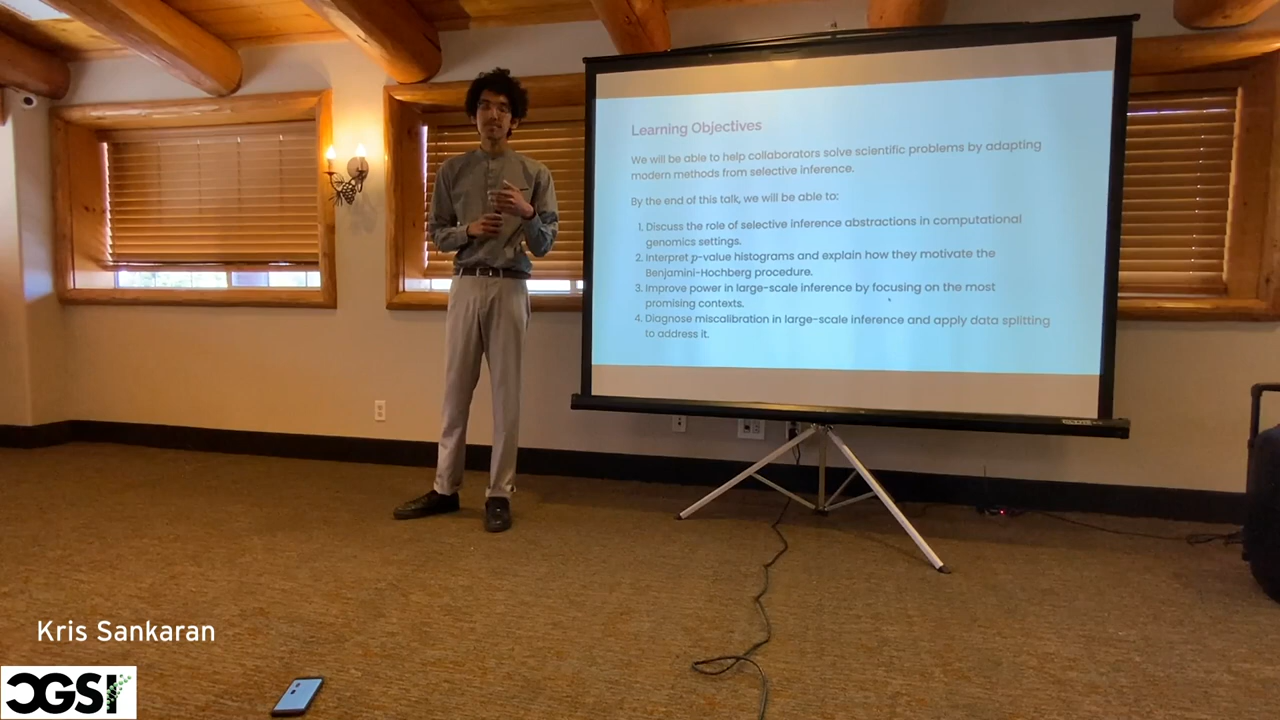 Learning Objectives
We will be able to help collaborators solve scientific problems by adapting
modern methods from selective inference.
By the end of this talk, we will be able to:
1. Discuss the role of selective inference abstractions in computational
genomics settings.
2. Interpret p-value histograms and explain how they motivate the
Benjamini-Hochberg procedure.
3. Improve power in large-scale inference by focusing on the most
promising contexts.
4. Diagnose miscalibration in large-scale inference and apply data splitting
to address it.
Kris Sankaran
CGSI